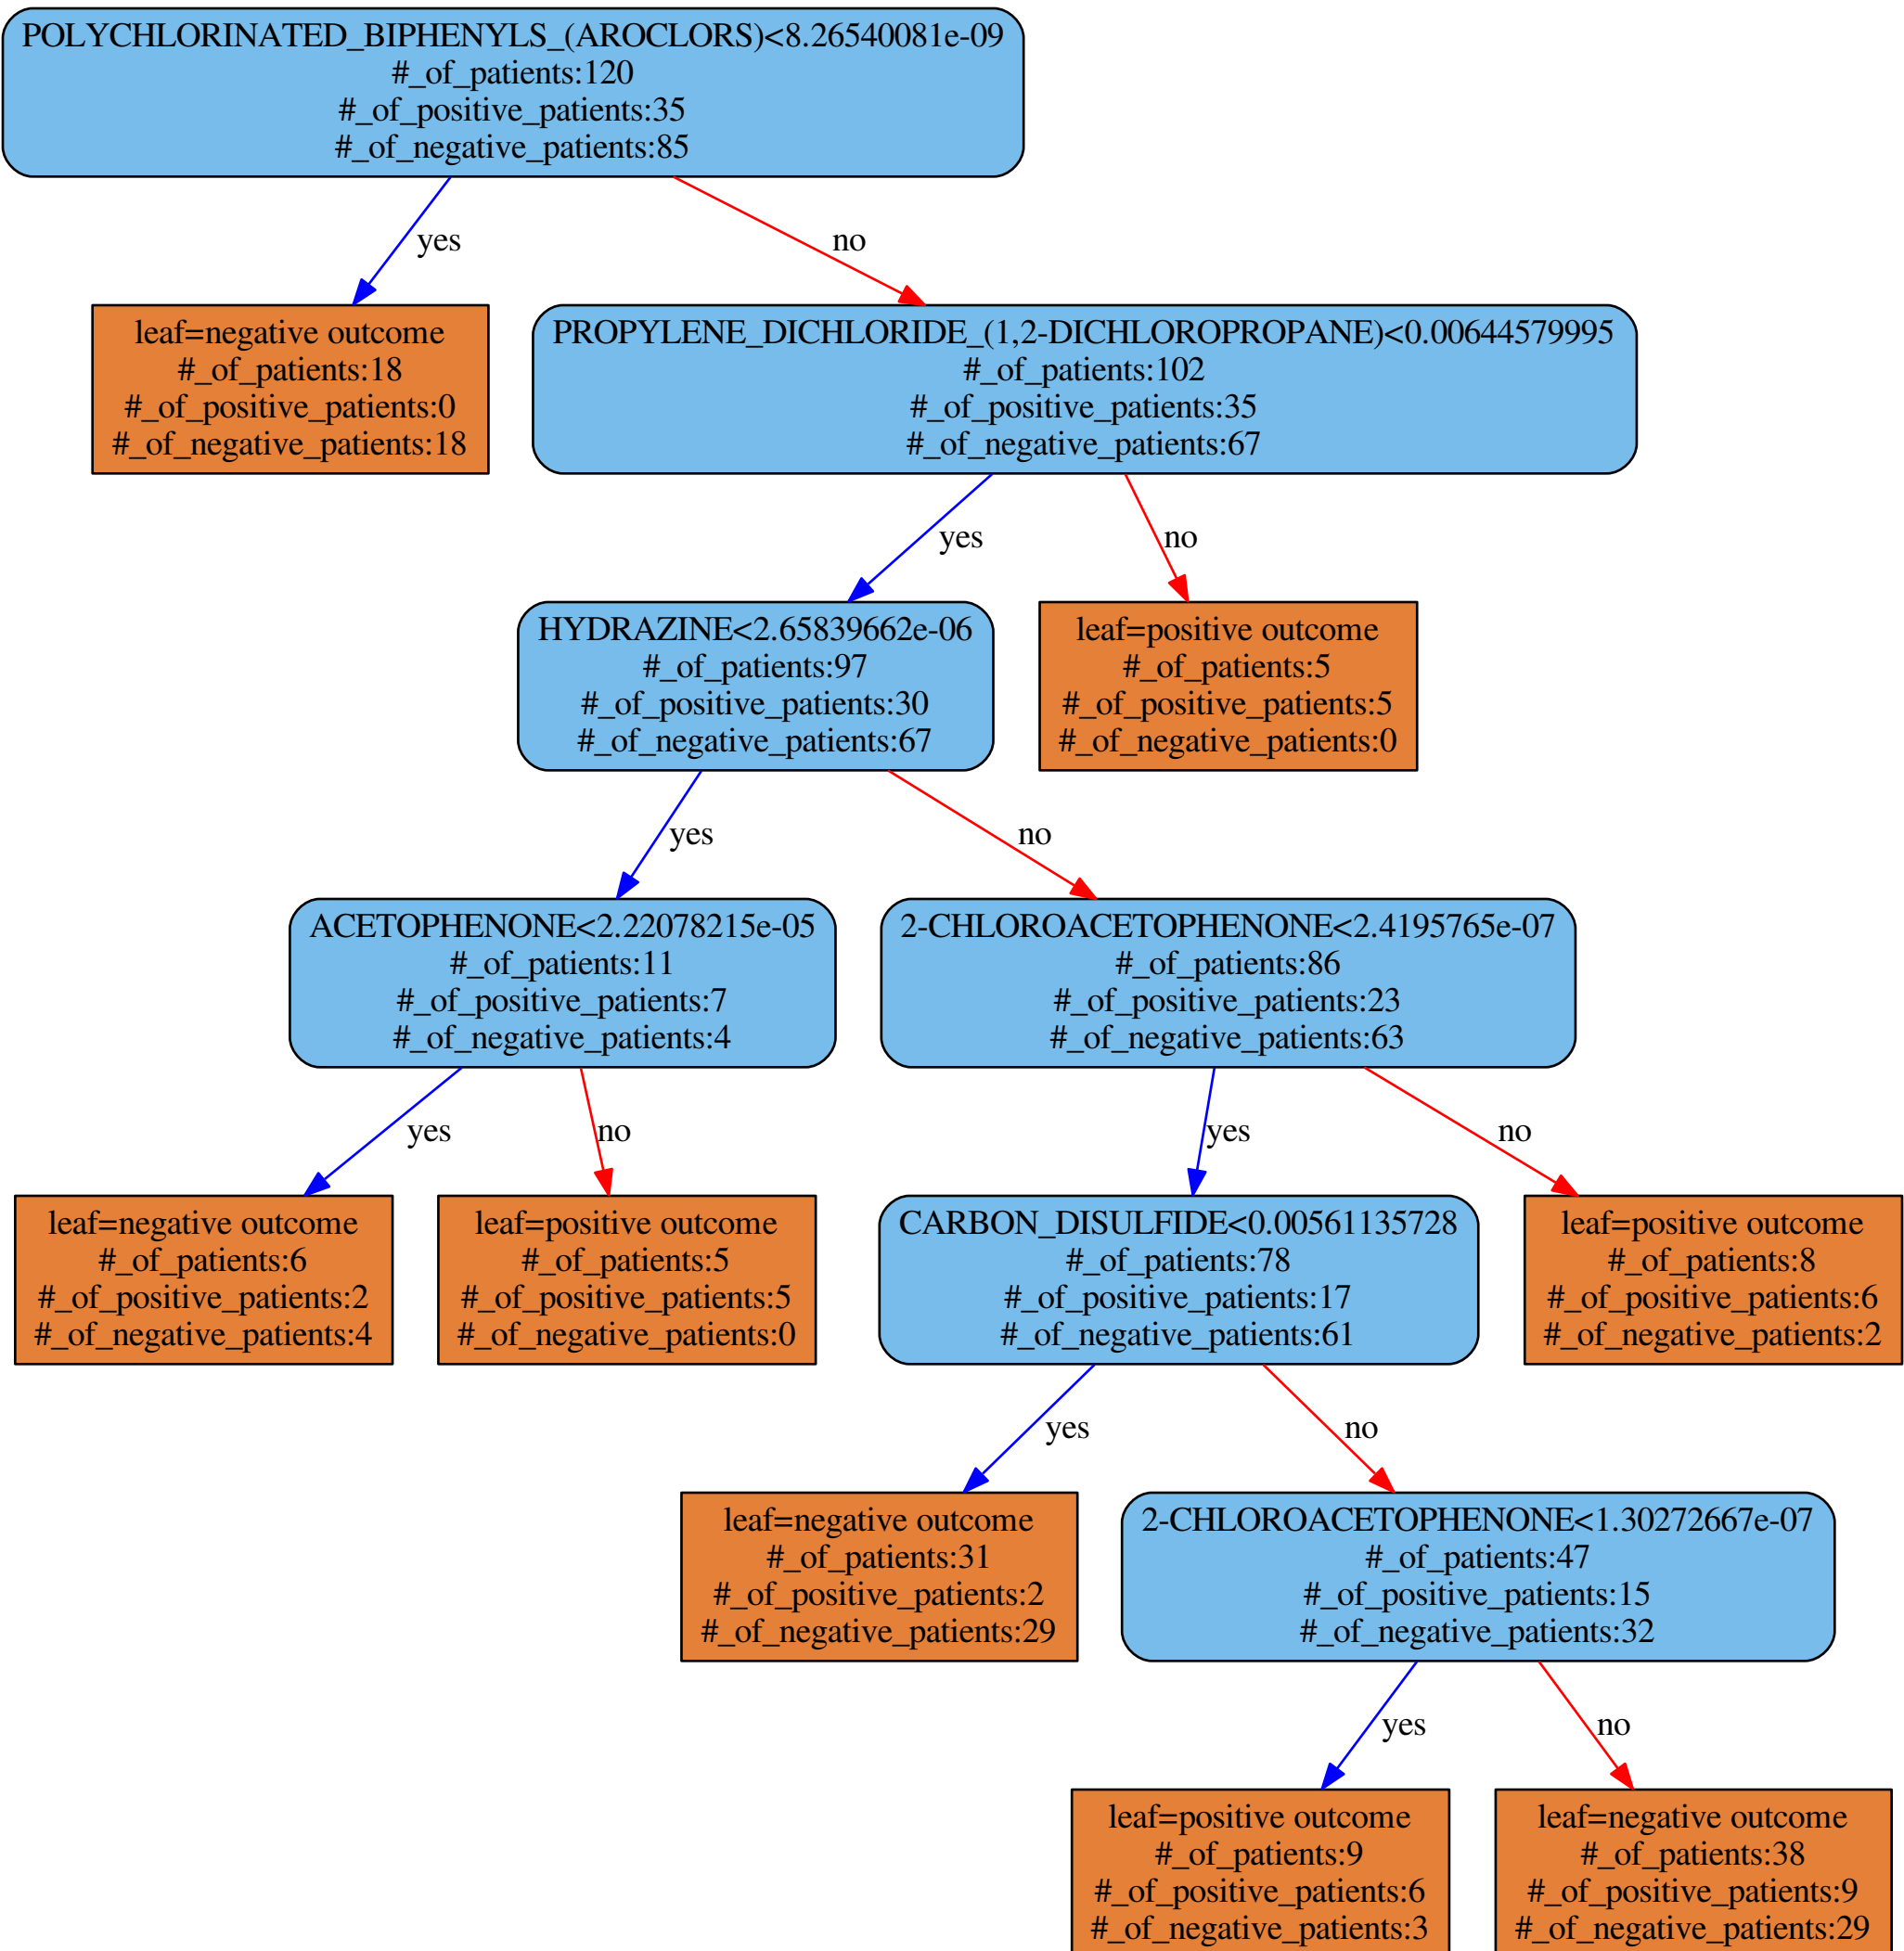 POLYCHLORINATED_BIPHENYLS_(AROCLORS)<8.26540081e-09
#_of_patients:120
#_of_positive_patients:35
#_of_negative_patients:85
yes
no
leaf=negative outcome
#_of_patients:18
#_of_positive_patients:0
#_of_negative_patients:18
PROPYLENE_DICHLORIDE_(1,2-DICHLOROPROPANE)<0.00644579995
#_of_patients:102
#_of_positive_patients:35
#_of_negative_patients:67
yes
no
HYDRAZINE<2.65839662e-06
#_of_patients:97
#_of_positive_patients:30
#_of_negative_patients:67
leaf=positive outcome
#_of_patients:5
#_of_positive_patients:5
#_of_negative_patients:0
yes
no
ACETOPHENONE<2.22078215e-05
#_of_patients:11
#_of_positive_patients:7
#_of_negative_patients:4
2-CHLOROACETOPHENONE<2.4195765e-07
#_of_patients:86
#_of_positive_patients:23
#_of_negative_patients:63
yes
no
yes
no
leaf=negative outcome
#_of_patients:6
#_of_positive_patients:2
#_of_negative_patients:4
leaf=positive outcome
#_of_patients:5
#_of_positive_patients:5
#_of_negative_patients:0
CARBON_DISULFIDE<0.00561135728
#_of_patients:78
#_of_positive_patients:17
#_of_negative_patients:61
leaf=positive outcome
#_of_patients:8
#_of_positive_patients:6
#_of_negative_patients:2
yes
no
leaf=negative outcome
#_of_patients:31
#_of_positive_patients:2
#_of_negative_patients:29
2-CHLOROACETOPHENONE<1.30272667e-07
#_of_patients:47
#_of_positive_patients:15
#_of_negative_patients:32
yes
no
leaf=positive outcome
#_of_patients:9
#_of_positive_patients:6
#_of_negative_patients:3
leaf=negative outcome
#_of_patients:38
#_of_positive_patients:9
#_of_negative_patients:29